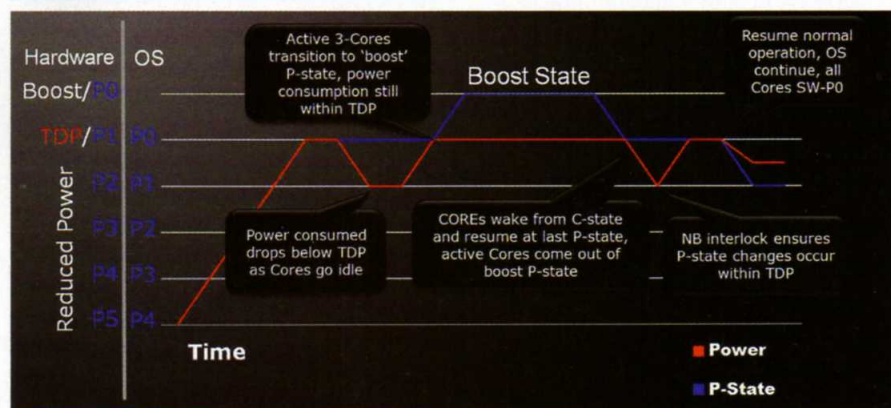 Hardware
OS
Boost/P0
TDP/P1 P0
P2 P1
P3 P2
P4 P3
P5 P4
Reduced Power
Active 3-Cores
transition to 'boost'
P-state, power
consumption still
within TDP
Boost State
Resume normal
operation, OS
continue, all
Cores SW-P0
Power consumed
drops below TDP
as Cores go idle
COREs wake from C-state
and resume at last P-state,
active Cores come out of
boost P-state
NB interlock ensures
P-state changes occur
within TDP
Time
Power
P-State